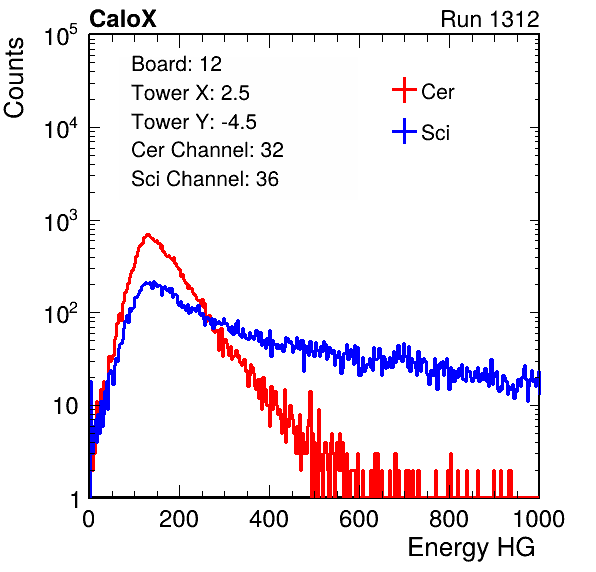 CaloX Run 1312
Counts
Board: 12
Tower X: 2.5
Tower Y: -4.5
Cer Channel: 32
Sci Channel: 36
Cer
Sci
10^5
10^4
10^3
10^2
10
1
0 200 400 600 800 1000
Energy HG